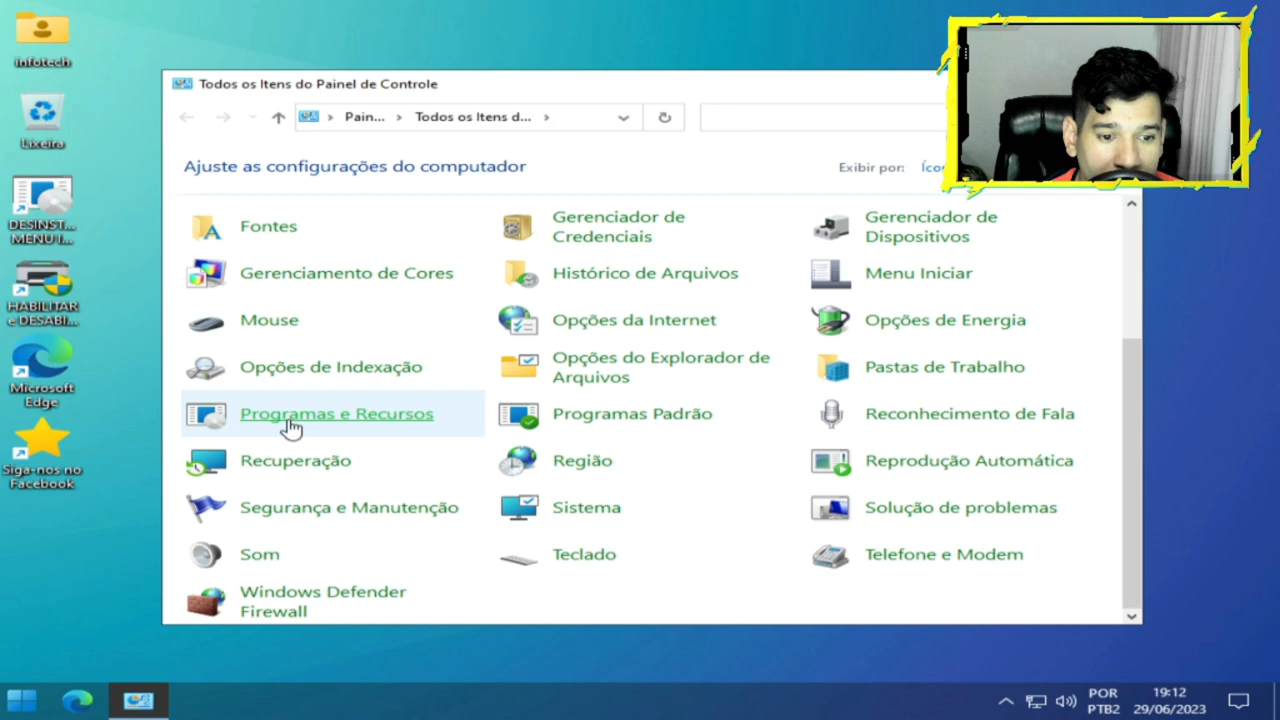 infotech
Lixeira
DESINST...
MENU I...
HABILITAR
e DESABI...
Microsoft
Edge
Siga-nos no
Facebook
Todos os Itens do Painel de Controle
Pain... > Todos os Itens d... >
Ajuste as configurações do computador
Exibir por: Íco
Fontes
Gerenciador de
Credenciais
Gerenciador de
Dispositivos
Gerenciamento de Cores
Histórico de Arquivos
Menu Iniciar
Mouse
Opções da Internet
Opções de Energia
Opções de Indexação
Opções do Explorador de
Arquivos
Pastas de Trabalho
Programas e Recursos
Programas Padrão
Reconhecimento de Fala
Recuperação
Região
Reprodução Automática
Segurança e Manutenção
Sistema
Solução de problemas
Som
Teclado
Telefone e Modem
Windows Defender
Firewall
POR
PTB2
19:12
29/06/2023